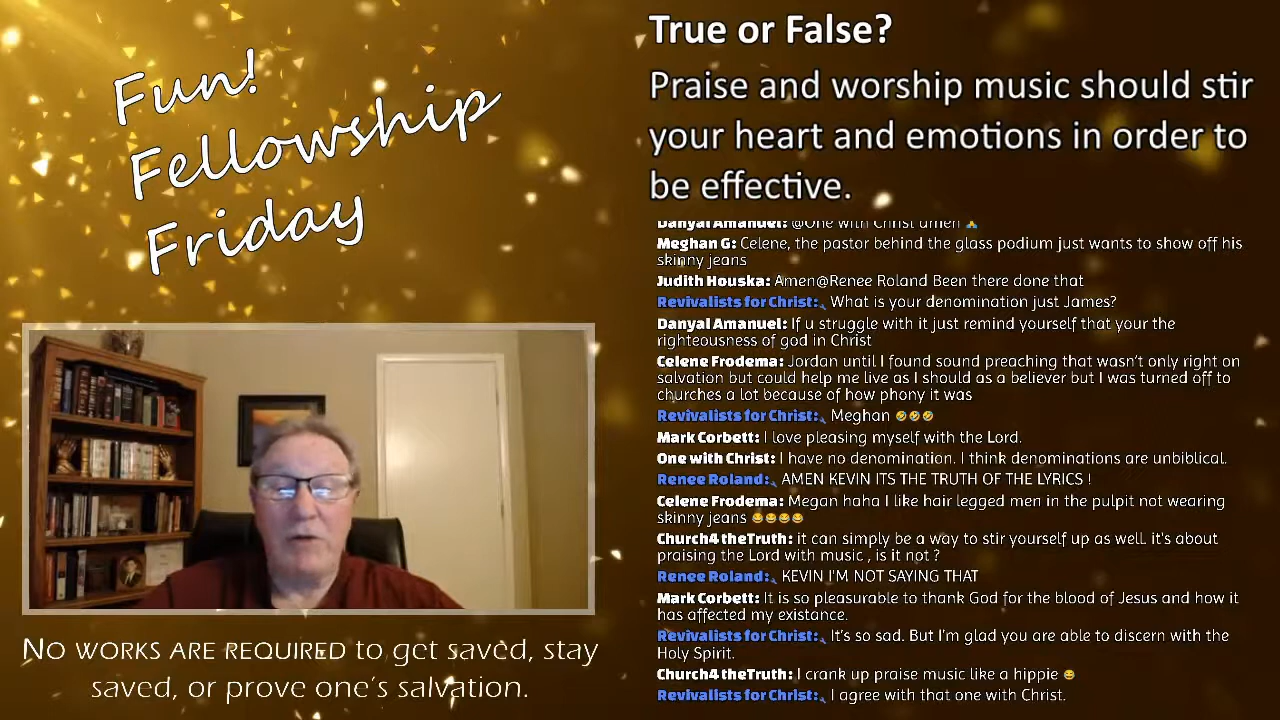 Fun!
Fellowship
Friday
NO WORKS ARE REQUIRED to get saved, stay
saved, or prove one's salvation.
True or False?
Praise and worship music should stir
your heart and emotions in order to
be effective.
Danyal Amanuel: @One with Christ amen 🙏
Meghan G: Celene, the pastor behind the glass podium just wants to show off his
skinny jeans
Judith Houska: Amen@Renee Roland Been there done that
Revivalists for Christ: What is your denomination just James?
Danyal Amanuel: If u struggle with it just remind yourself that your the
righteousness of god in Christ
Celene Frodema: Jordan until I found sound preaching that wasn't only right on
salvation but could help me live as I should as a believer but I was turned off to
churches a lot because of how phony it was
Revivalists for Christ: Meghan 🤣🤣🤣
Mark Corbett: I love pleasing myself with the Lord.
One with Christ: I have no denomination. I think denominations are unbiblical.
Renee Roland: AMEN KEVIN ITS THE TRUTH OF THE LYRICS !
Celene Frodema: Megan haha I like hair legged men in the pulpit not wearing
skinny jeans 😂😂😂😂
Church4theTruth: it can simply be a way to stir yourself up as well. it's about
praising the Lord with music , is it not ?
Renee Roland: KEVIN I'M NOT SAYING THAT
Mark Corbett: It is so pleasurable to thank God for the blood of Jesus and how it
has affected my existance.
Revivalists for Christ: It's so sad. But I'm glad you are able to discern with the
Holy Spirit.
Church4theTruth: I crank up praise music like a hippie 😂
Revivalists for Christ: I agree with that one with Christ.